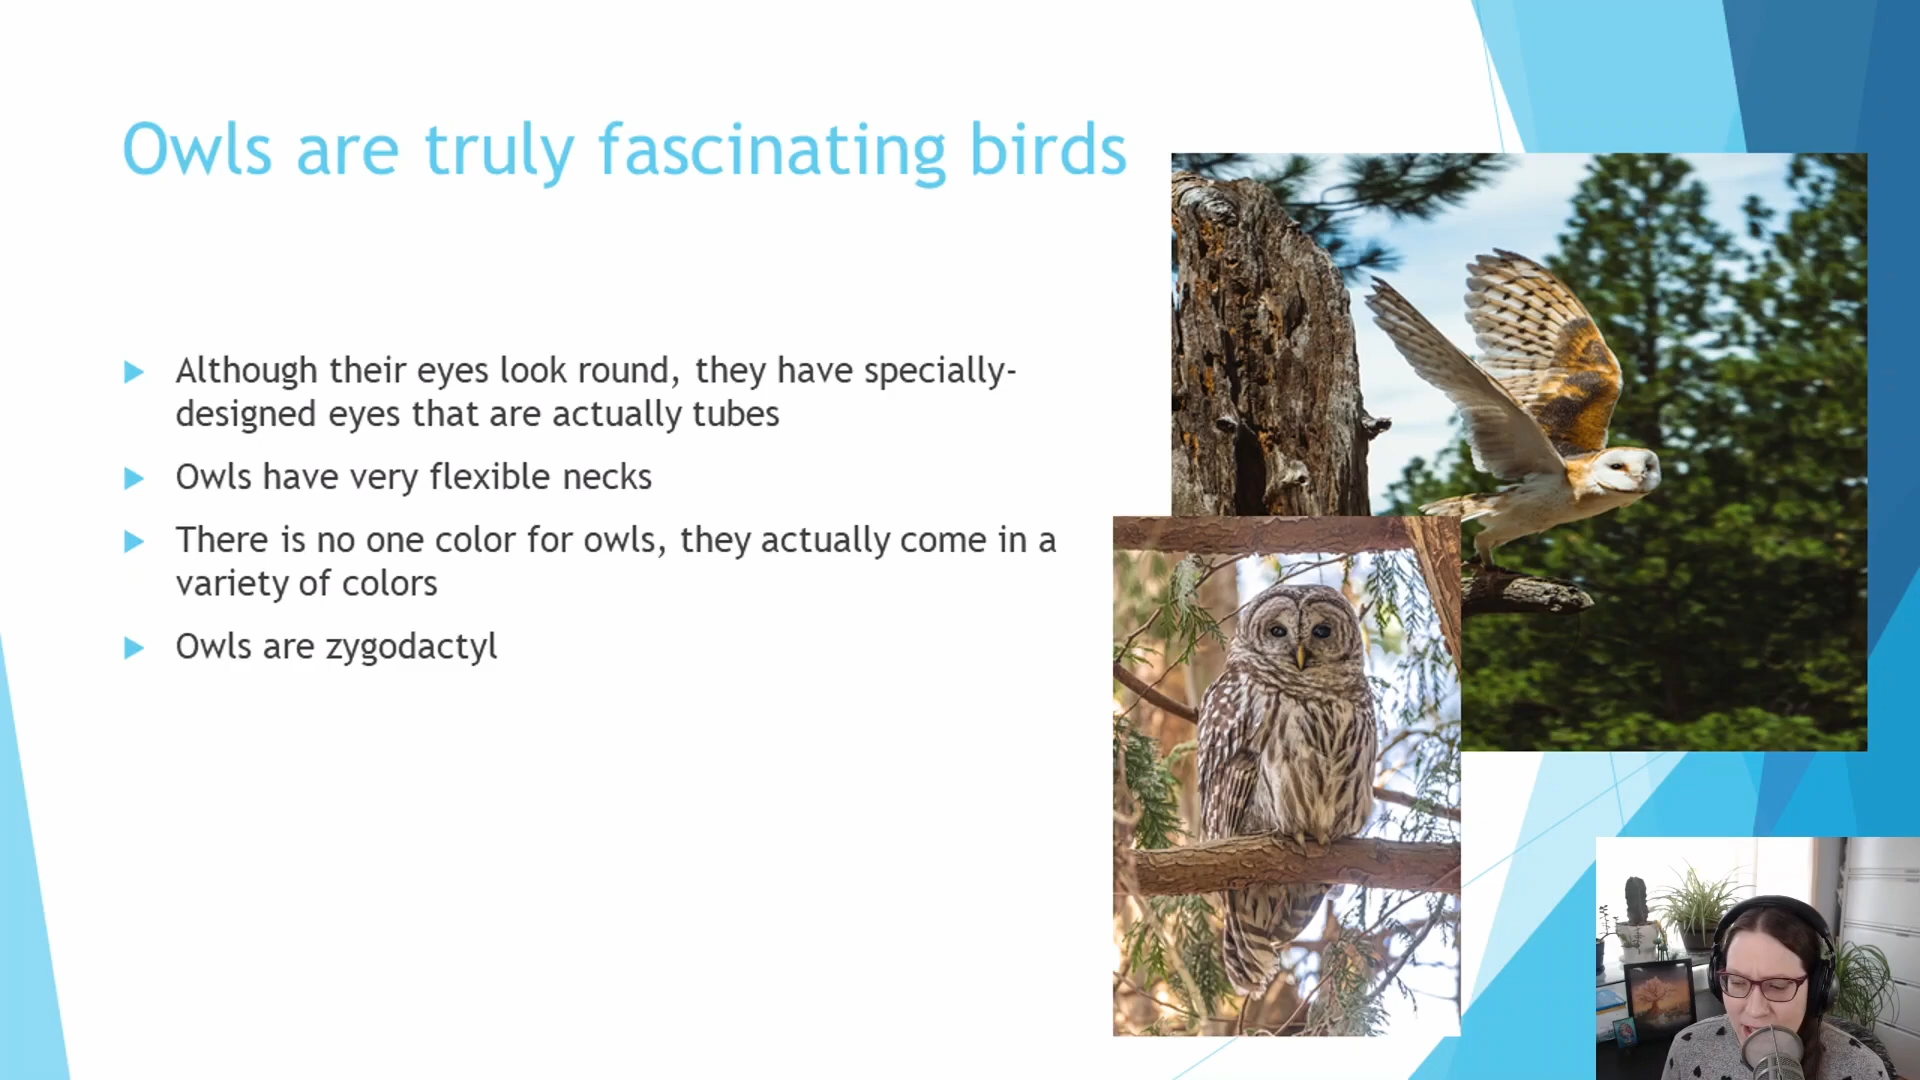 Owls are truly fascinating birds
Although their eyes look round, they have specially-
designed eyes that are actually tubes
Owls have very flexible necks
There is no one color for owls, they actually come in a
variety of colors
Owls are zygodactyl